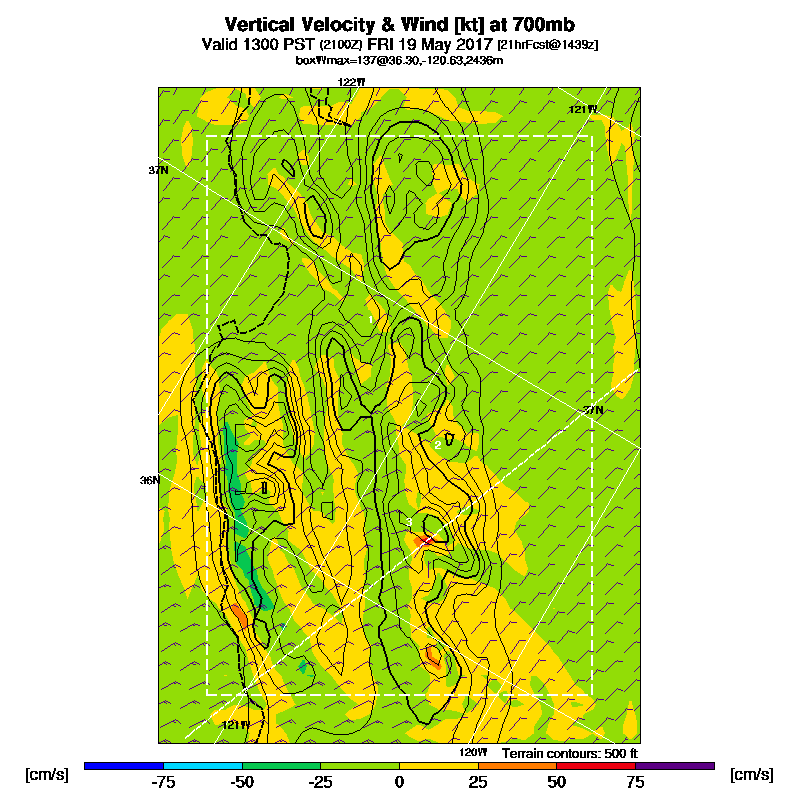 Vertical Velocity & Wind [kt] at 700mb
Valid 1300 PST (2100Z) FRI 19 May 2017 [21hrFcst@1439z]
boxWmax=137@36.30,-120.63,2436m
122W
121W
37N
1
37N
2
36N
3
121W
120W Terrain contours: 500 ft
[cm/s] -75 -50 -25 0 25 50 75 [cm/s]